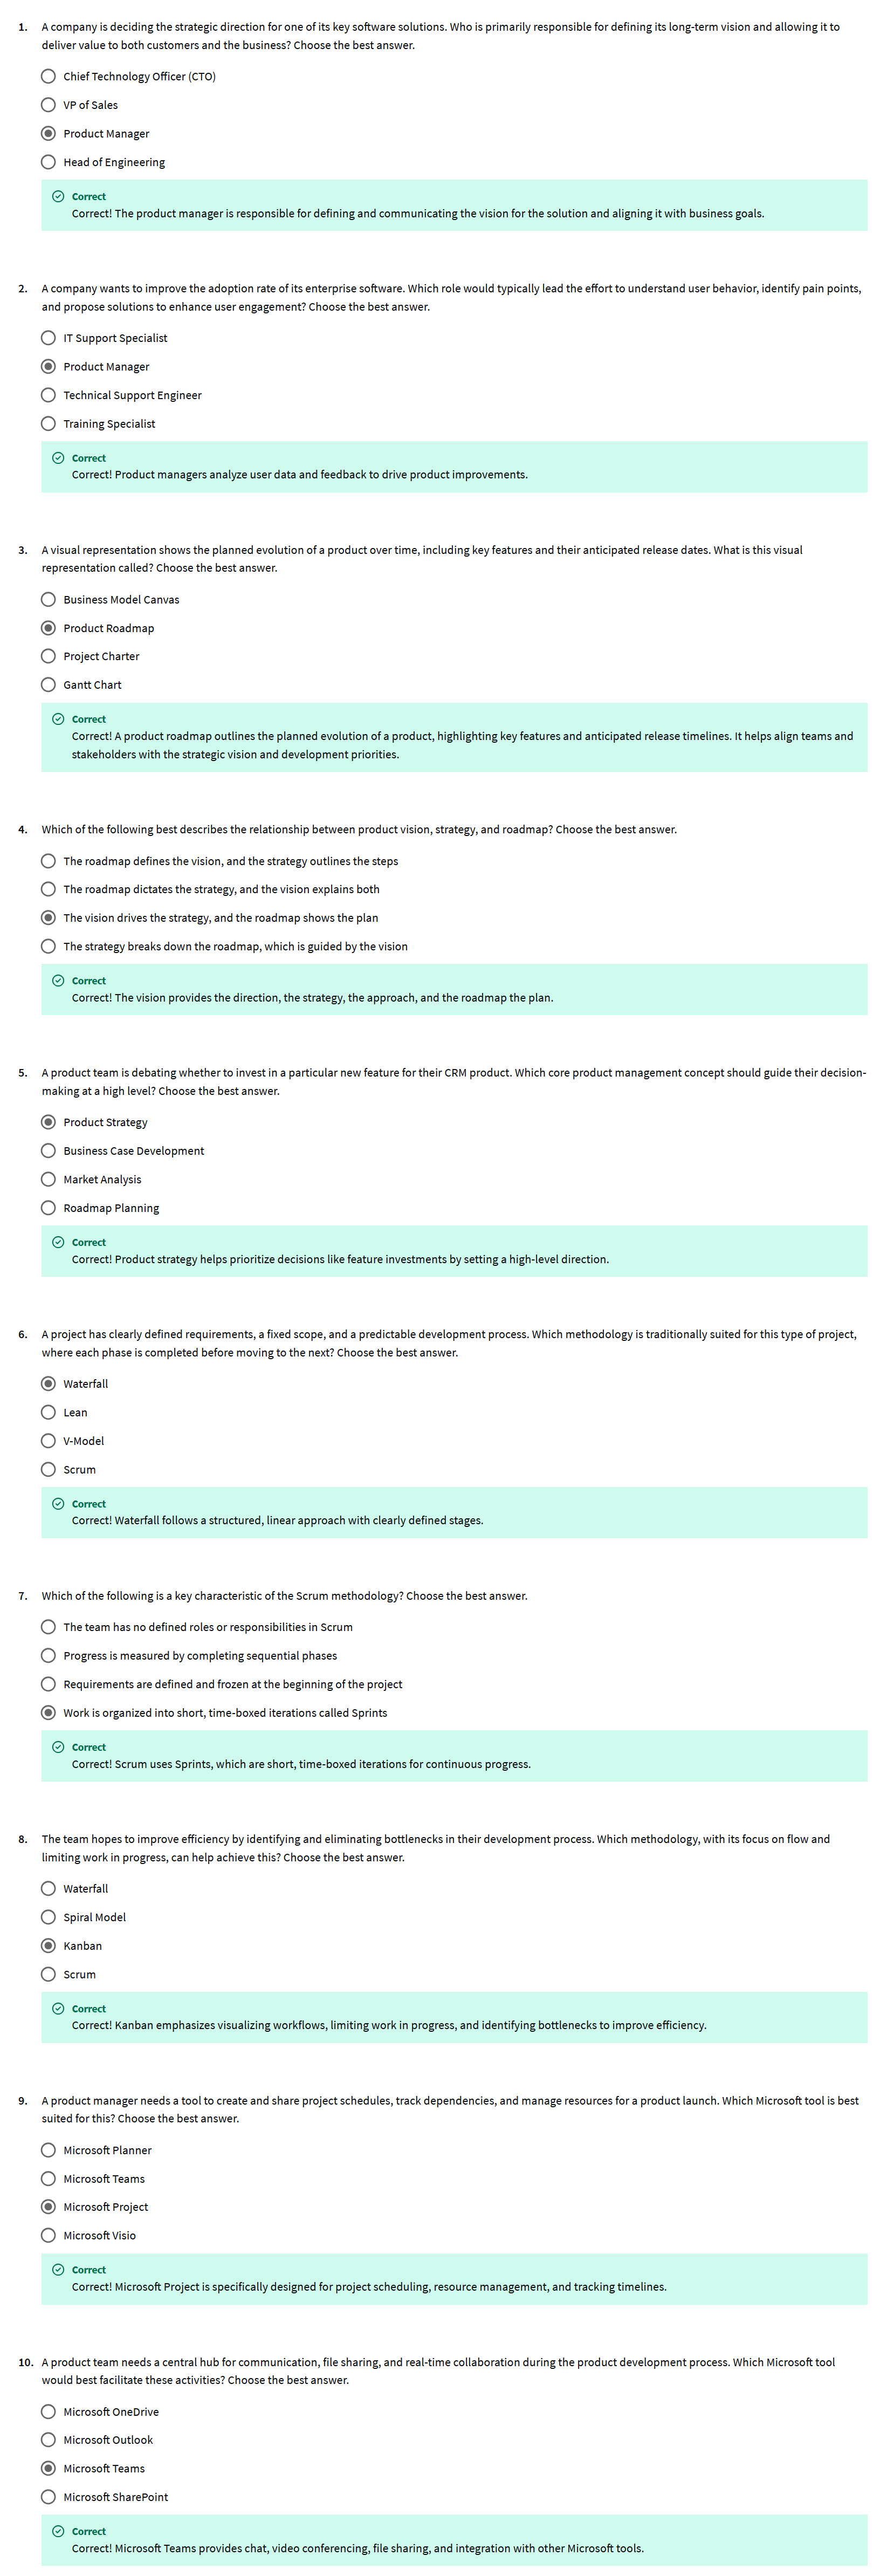 1. A company is deciding the strategic direction for one of its key software solutions. Who is primarily responsible for defining its long-term vision and allowing it to
deliver value to both customers and the business? Choose the best answer.
Chief Technology Officer (CTO)
VP of Sales
Product Manager
Head of Engineering
Correct
Correct! The product manager is responsible for defining and communicating the vision for the solution and aligning it with business goals.
2. A company wants to improve the adoption rate of its enterprise software. Which role would typically lead the effort to understand user behavior, identify pain points,
and propose solutions to enhance user engagement? Choose the best answer.
IT Support Specialist
Product Manager
Technical Support Engineer
Training Specialist
Correct
Correct! Product managers analyze user data and feedback to drive product improvements.
3. A visual representation shows the planned evolution of a product over time, including key features and their anticipated release dates. What is this visual
representation called? Choose the best answer.
Business Model Canvas
Product Roadmap
Project Charter
Gantt Chart
Correct
Correct! A product roadmap outlines the planned evolution of a product, highlighting key features and anticipated release timelines. It helps align teams and
stakeholders with the strategic vision and development priorities.
4. Which of the following best describes the relationship between product vision, strategy, and roadmap? Choose the best answer.
The roadmap defines the vision, and the strategy outlines the steps
The roadmap dictates the strategy, and the vision explains both
The vision drives the strategy, and the roadmap shows the plan
The strategy breaks down the roadmap, which is guided by the vision
Correct
Correct! The vision provides the direction, the strategy, the approach, and the roadmap the plan.
5. A product team is debating whether to invest in a particular new feature for their CRM product. Which core product management concept should guide their decision-
making at a high level? Choose the best answer.
Product Strategy
Business Case Development
Market Analysis
Roadmap Planning
Correct
Correct! Product strategy helps prioritize decisions like feature investments by setting a high-level direction.
6. A project has clearly defined requirements, a fixed scope, and a predictable development process. Which methodology is traditionally suited for this type of project,
where each phase is completed before moving to the next? Choose the best answer.
Waterfall
Lean
V-Model
Scrum
Correct
Correct! Waterfall follows a structured, linear approach with clearly defined stages.
7. Which of the following is a key characteristic of the Scrum methodology? Choose the best answer.
The team has no defined roles or responsibilities in Scrum
Progress is measured by completing sequential phases
Requirements are defined and frozen at the beginning of the project
Work is organized into short, time-boxed iterations called Sprints
Correct
Correct! Scrum uses Sprints, which are short, time-boxed iterations for continuous progress.
8. The team hopes to improve efficiency by identifying and eliminating bottlenecks in their development process. Which methodology, with its focus on flow and
limiting work in progress, can help achieve this? Choose the best answer.
Waterfall
Spiral Model
Kanban
Scrum
Correct
Correct! Kanban emphasizes visualizing workflows, limiting work in progress, and identifying bottlenecks to improve efficiency.
9. A product manager needs a tool to create and share project schedules, track dependencies, and manage resources for a product launch. Which Microsoft tool is best
suited for this? Choose the best answer.
Microsoft Planner
Microsoft Teams
Microsoft Project
Microsoft Visio
Correct
Correct! Microsoft Project is specifically designed for project scheduling, resource management, and tracking timelines.
10. A product team needs a central hub for communication, file sharing, and real-time collaboration during the product development process. Which Microsoft tool
would best facilitate these activities? Choose the best answer.
Microsoft OneDrive
Microsoft Outlook
Microsoft Teams
Microsoft SharePoint
Correct
Correct! Microsoft Teams provides chat, video conferencing, file sharing, and integration with other Microsoft tools.